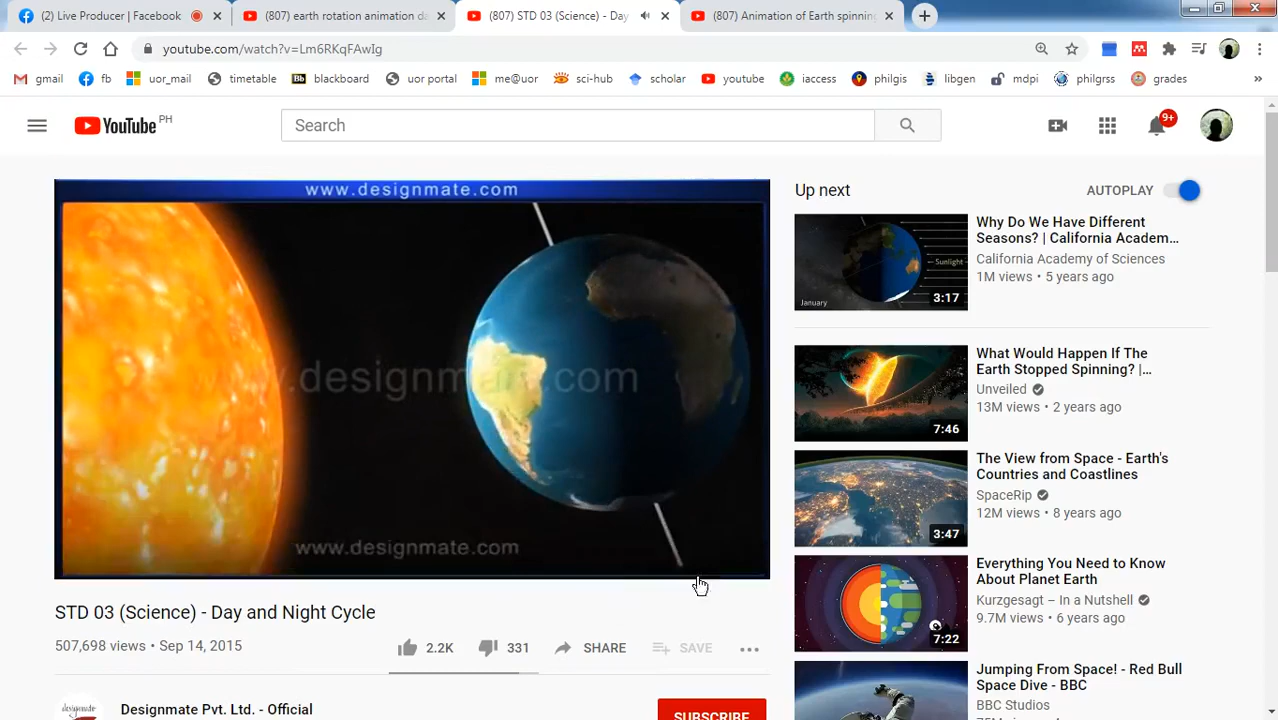 (2) Live Producer | Facebook
(807) earth rotation animation da
(807) STD 03 (Science) - Day
(807) Animation of Earth spinning
youtube.com/watch?v=Lm6RKqFAwIg
gmail
fb
uor_mail
timetable
Bb blackboard
uor portal
me@uor
sci-hub
scholar
youtube
iaccess
philgis
libgen
mdpi
philgrss
grades
»
YouTube PH
Search
9+
www.designmate.com
www.designmate.com
www.designmate.com
STD 03 (Science) - Day and Night Cycle
507,698 views • Sep 14, 2015
2.2K
331
SHARE
SAVE
Designmate Pvt. Ltd. - Official
SUBSCRIBE
Up next
AUTOPLAY
Sunlight
January
3:17
Why Do We Have Different
Seasons? | California Academ...
California Academy of Sciences
1M views • 5 years ago
7:46
What Would Happen If The
Earth Stopped Spinning? |...
Unveiled
13M views • 2 years ago
3:47
The View from Space - Earth's
Countries and Coastlines
SpaceRip
12M views • 8 years ago
7:22
Everything You Need to Know
About Planet Earth
Kurzgesagt – In a Nutshell
9.7M views • 6 years ago
Jumping From Space! - Red Bull
Space Dive - BBC
BBC Studios